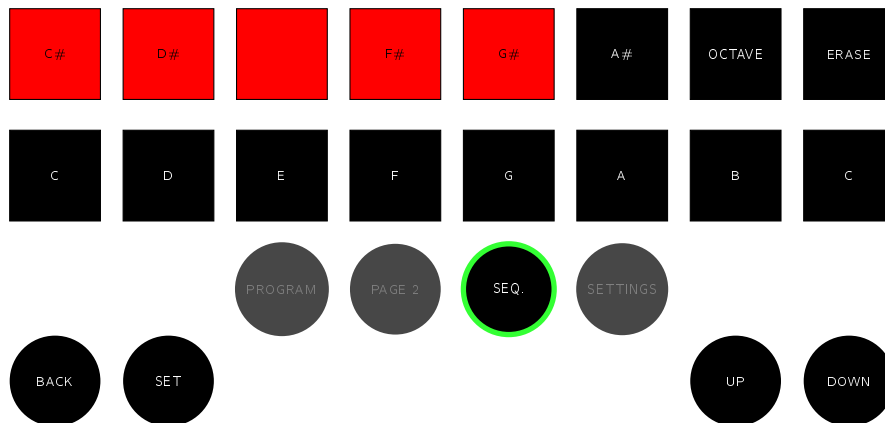 C# D# F# G# A# OCTAVE ERASE
C D E F G A B C
PROGRAM PAGE 2 SEQ. SETTINGS
BACK SET UP DOWN